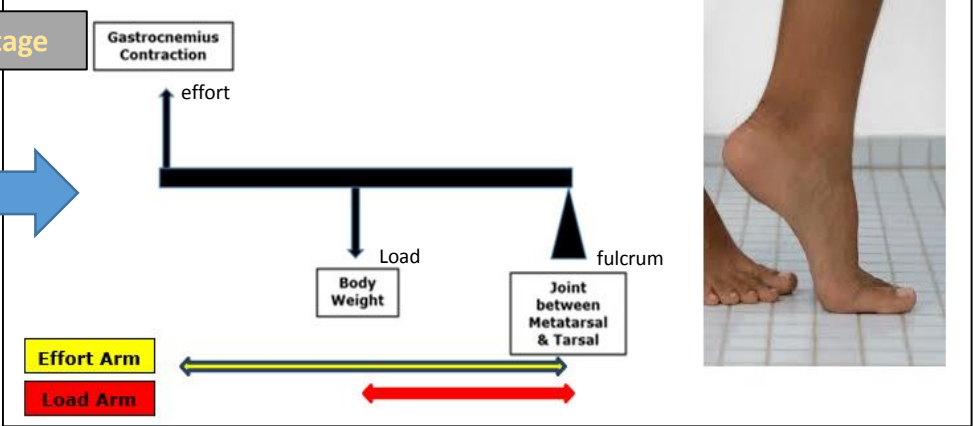 Gastrocnemius
Contraction
effort
Load
fulcrum
Body
Weight
Joint
between
Metatarsal
& Tarsal
Effort Arm
Load Arm